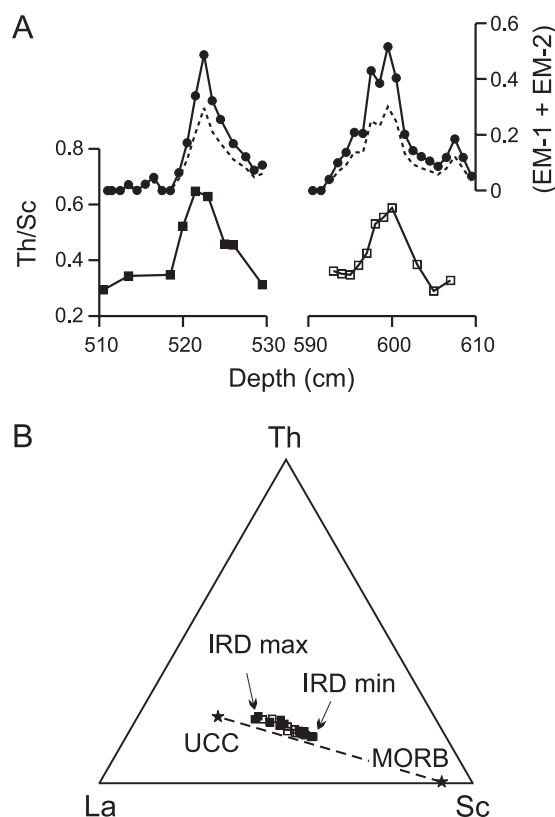 A
0.6
0.4
0.2
0
(EM-1 + EM-2)
0.8
0.6
0.4
0.2
Th/Sc
510 520 530 590 600 610
Depth (cm)
B
Th
IRD max
IRD min
UCC
MORB
La Sc